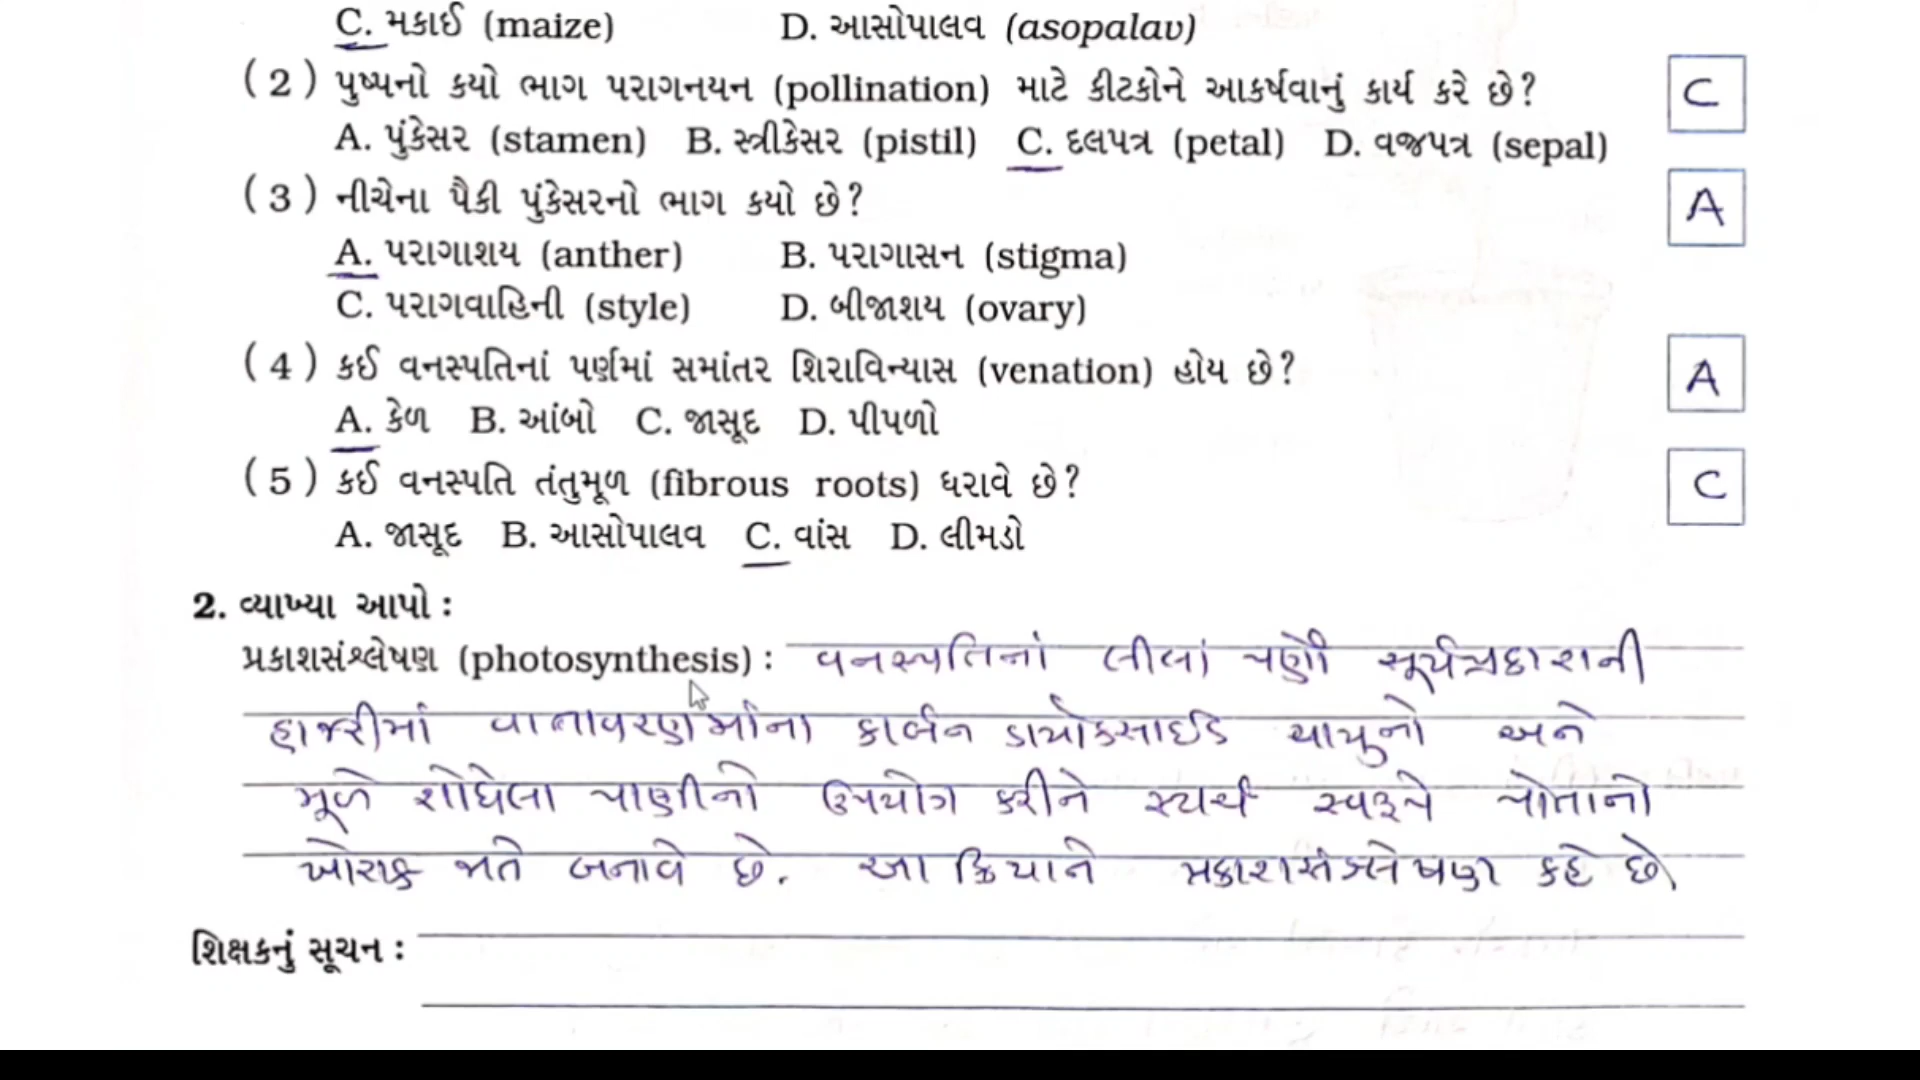 C. મકાઈ (maize) D. આસોપાલવ (asopalav)
(2) પુષ્પનો કયો ભાગ પરાગનયન (pollination) માટે કીટકોને આકર્ષવાનું કાર્ય કરે છે? C
A. પુંકેસર (stamen) B. સ્ત્રીકેસર (pistil) C. દલપત્ર (petal) D. વજપત્ર (sepal)
(3) નીચેના પૈકી પુંકેસરનો ભાગ કયો છે? A
A. પરાગાશય (anther) B. પરાગાસન (stigma)
C. પરાગવાહિની (style) D. બીજાશય (ovary)
(4) કઈ વનસ્પતિનાં પર્ણમાં સમાંતર શિરાવિન્યાસ (venation) હોય છે? A
A. કેળ B. આંબો C. જાસૂદ D. પીપળો
(5) કઈ વનસ્પતિ તંતુમૂળ (fibrous roots) ધરાવે છે? C
A. જાસૂદ B. આસોપાલવ C. વાંસ D. લીમડો
2. વ્યાખ્યા આપો :
પ્રકાશસંશ્લેષણ (photosynthesis) : વનસ્પતિનાં લીલાં પર્ણો સૂર્યપ્રકાશની
હાજરીમાં વાતાવરણમાંના કાર્બન ડાયોકસાઈડ વાયુનો અને
મૂળે શોષેલા પાણીનો ઉપયોગ કરીને સ્ટાર્ચ સ્વરૂપે પોતાનો
ખોરાક જાતે બનાવે છે. આ ક્રિયાને પ્રકાશસંશ્લેષણ કહે છે
શિક્ષકનું સૂચન :